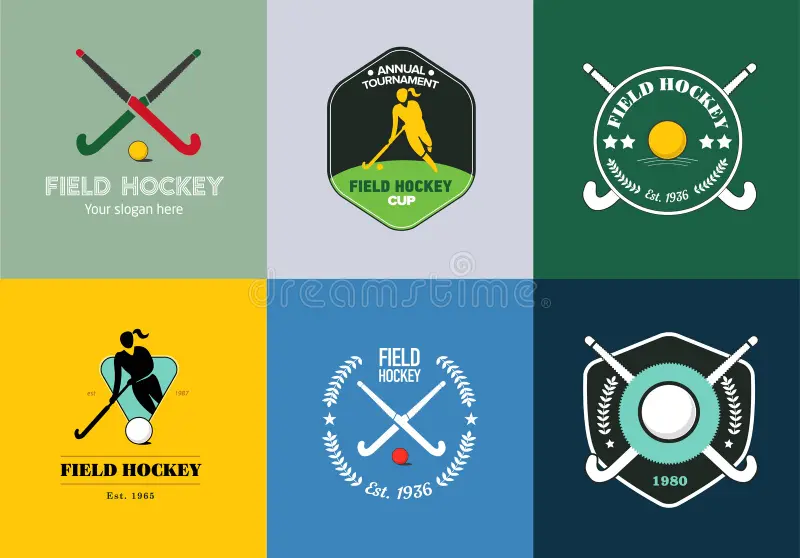 FIELD HOCKEY
Your slogan here
ANNUAL
TOURNAMENT
FIELD HOCKEY
CUP
FIELD HOCKEY
Est. 1936
est
1987
FIELD HOCKEY
Est. 1965
FIELD
HOCKEY
Est. 1936
1980
dreamstime